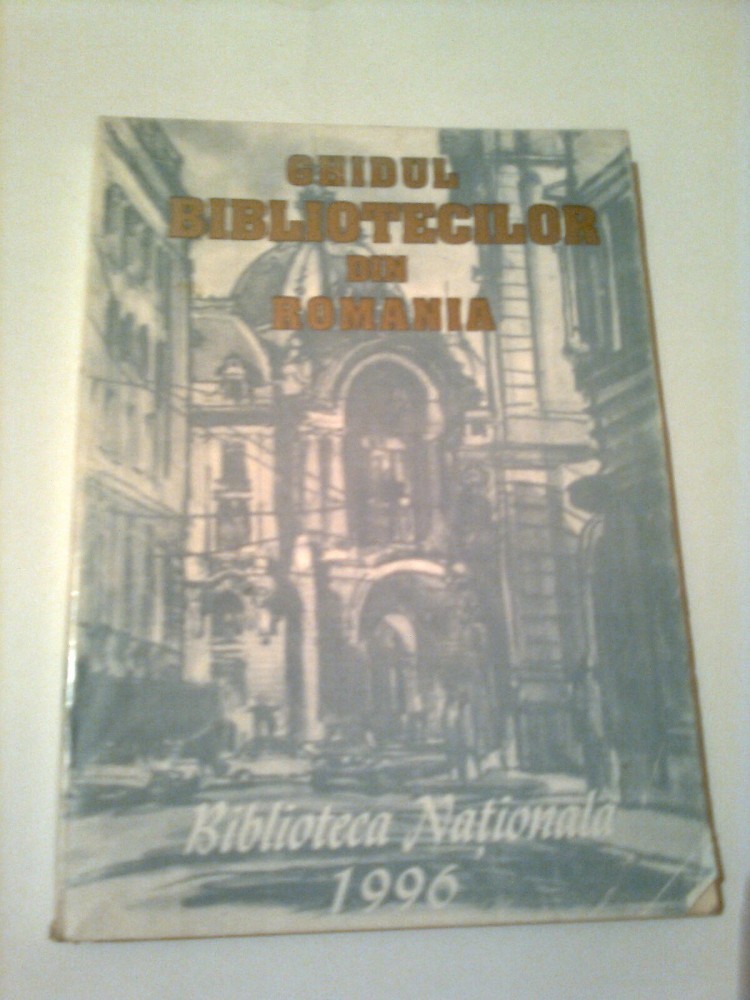 GHIDUL
BIBLIOTECILOR
DIN
ROMANIA
Biblioteca Națională
1996